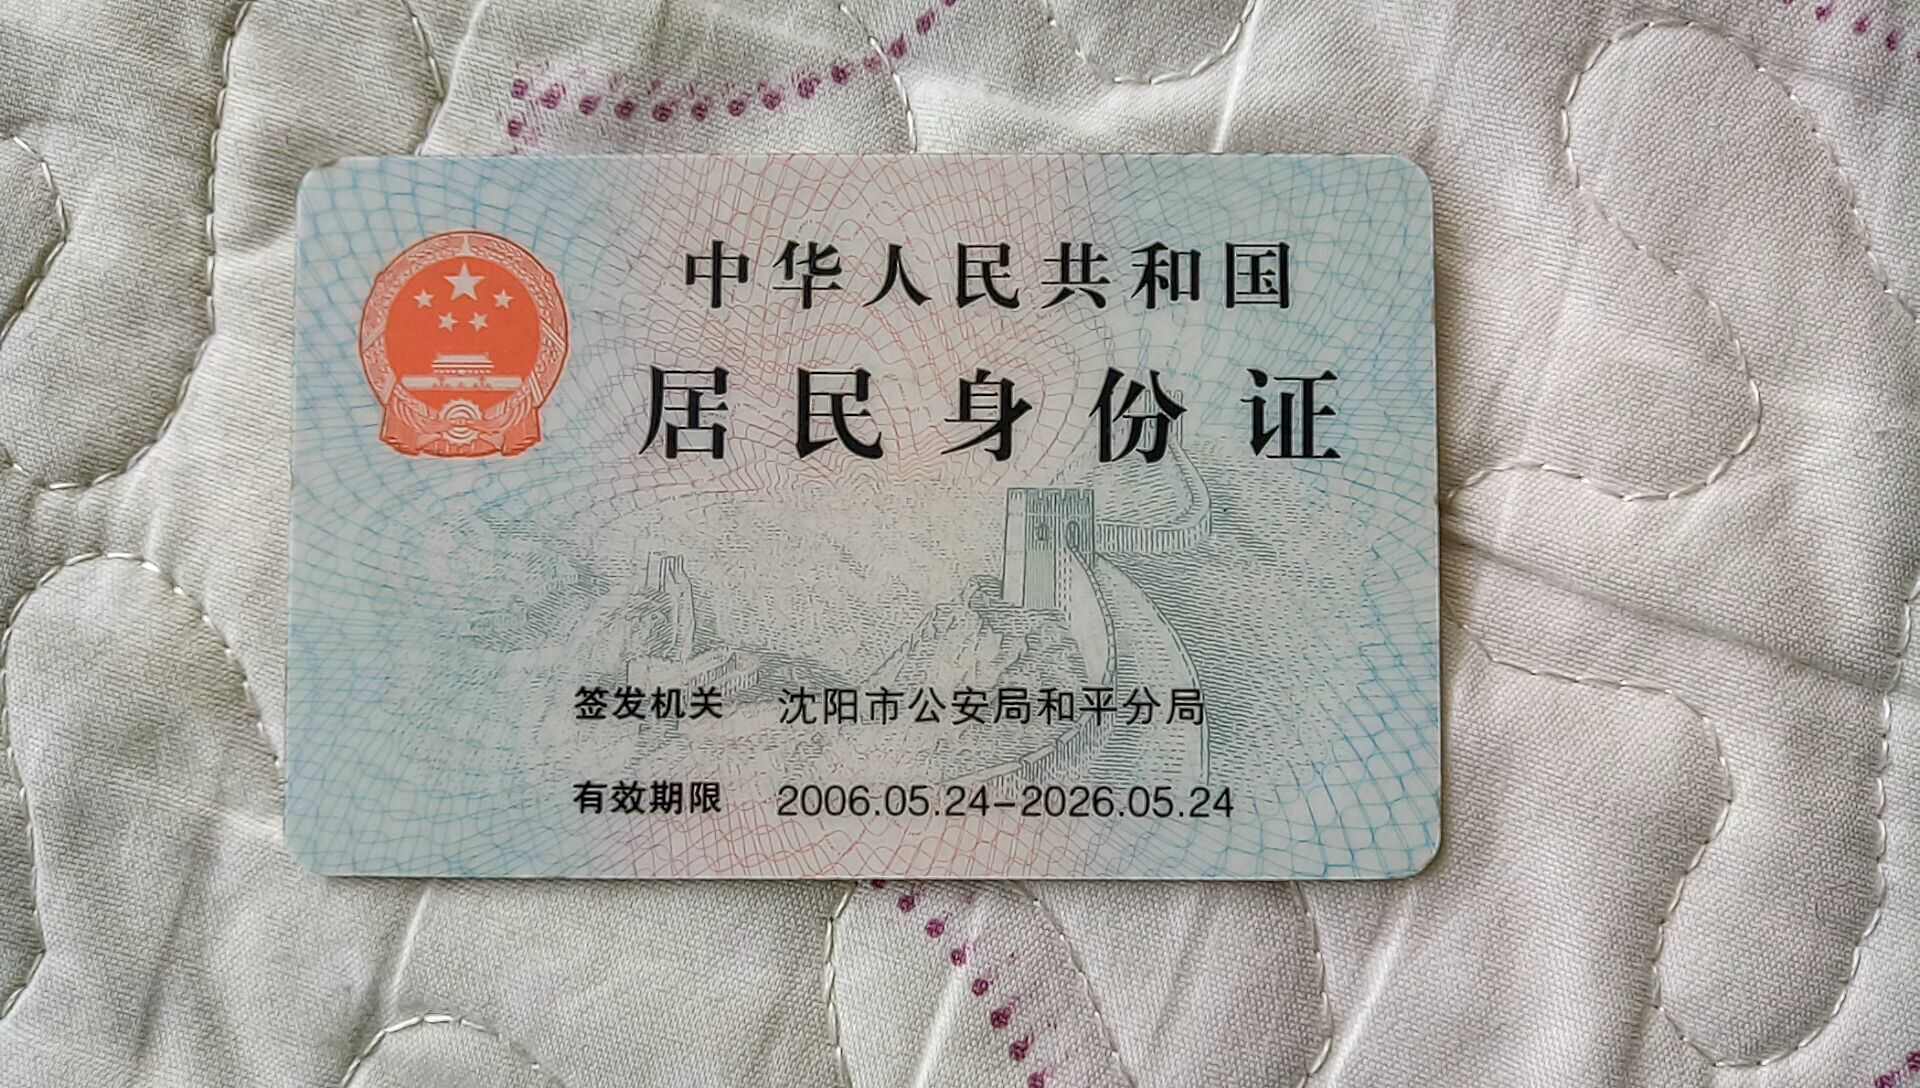 中华人民共和国
居民身份证
签发机关 沈阳市公安局和平分局
有效期限 2006.05.24-2026.05.24